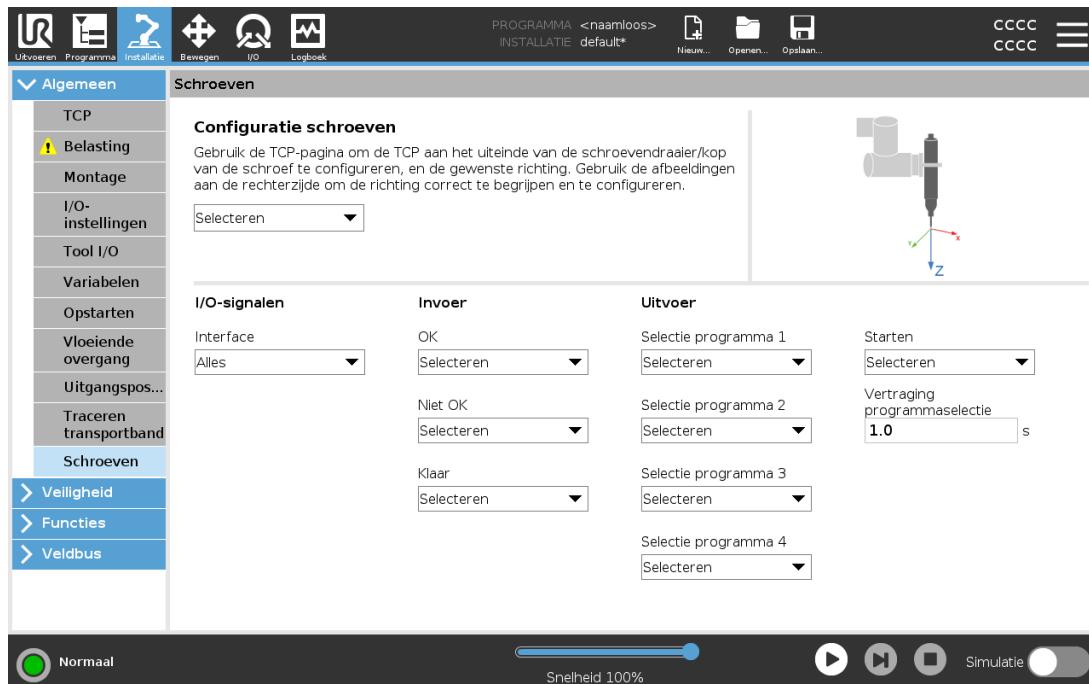 PROGRAMMA <naamloos>
INSTALLATIE default*
cccc
cccc
Uitvoeren Programma Installatie Bewegen I/O Logboek Nieuw... Openen... Opslaan...
Algemeen
TCP
Belasting
Montage
I/O-
instellingen
Tool I/O
Variabelen
Opstarten
Vloeiende
overgang
Uitgangspos...
Traceren
transportband
Schroeven
Veiligheid
Functies
Veldbus
Schroeven
Configuratie schroeven
Gebruik de TCP-pagina om de TCP aan het uiteinde van de schroevendraaier/kop
van de schroef te configureren, en de gewenste richting. Gebruik de afbeeldingen
aan de rechterzijde om de richting correct te begrijpen en te configureren.
Selecteren
Y X
Z
I/O-signalen
Interface
Alles
Invoer
OK
Selecteren
Niet OK
Selecteren
Klaar
Selecteren
Uitvoer
Selectie programma 1
Selecteren
Selectie programma 2
Selecteren
Selectie programma 3
Selecteren
Selectie programma 4
Selecteren
Starten
Selecteren
Vertraging
programmaselectie
1.0 s
Normaal
Snelheid 100%
Simulatie